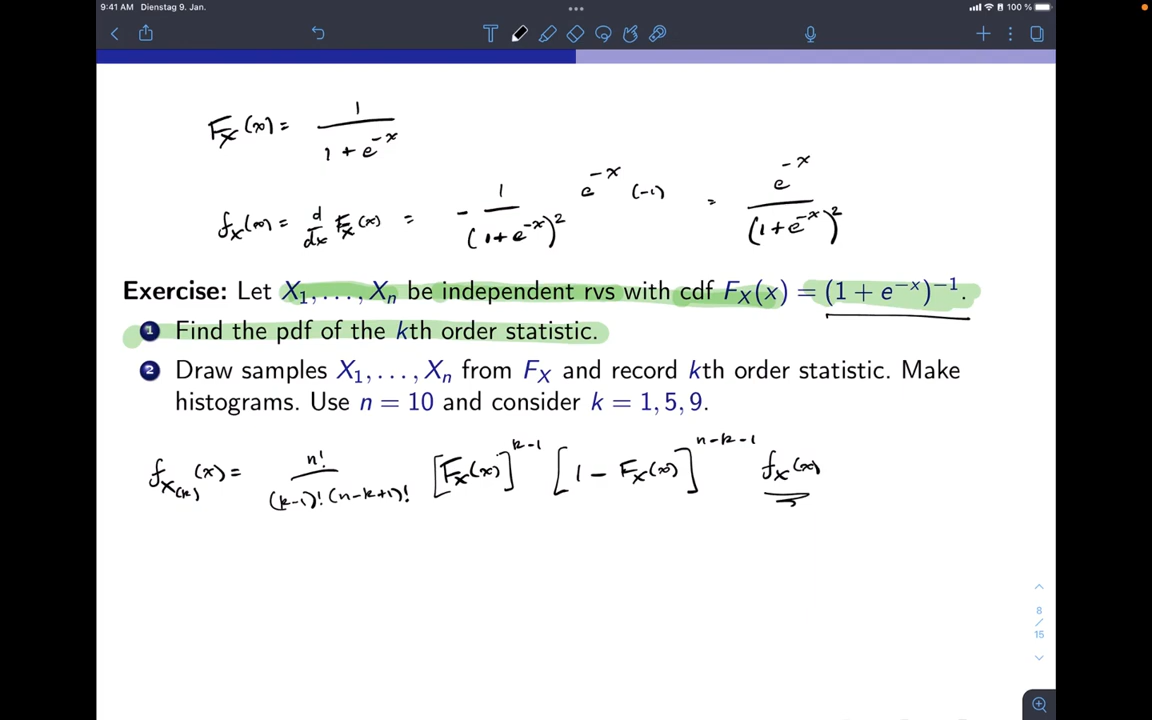 9:41 AM Dienstag 9. Jan. 100 %
F_X(x) = 1 / (1 + e^{-x})
f_X(x) = d/dx F_X(x) = - 1 / (1+e^{-x})^2 e^{-x} (-1) = e^{-x} / (1+e^{-x})^2
Exercise: Let X_1, . . . , X_n be independent rvs with cdf F_X(x) = (1 + e^{-x})^{-1}.
1 Find the pdf of the kth order statistic.
2 Draw samples X_1, . . . , X_n from F_X and record kth order statistic. Make
histograms. Use n = 10 and consider k = 1, 5, 9.
f_{X_{(k)}}(x) = n! / ((k-1)! (n-k+1)!) [F_X(x)]^{k-1} [1 - F_X(x)]^{n-k-1} f_X(x)
8
/
15